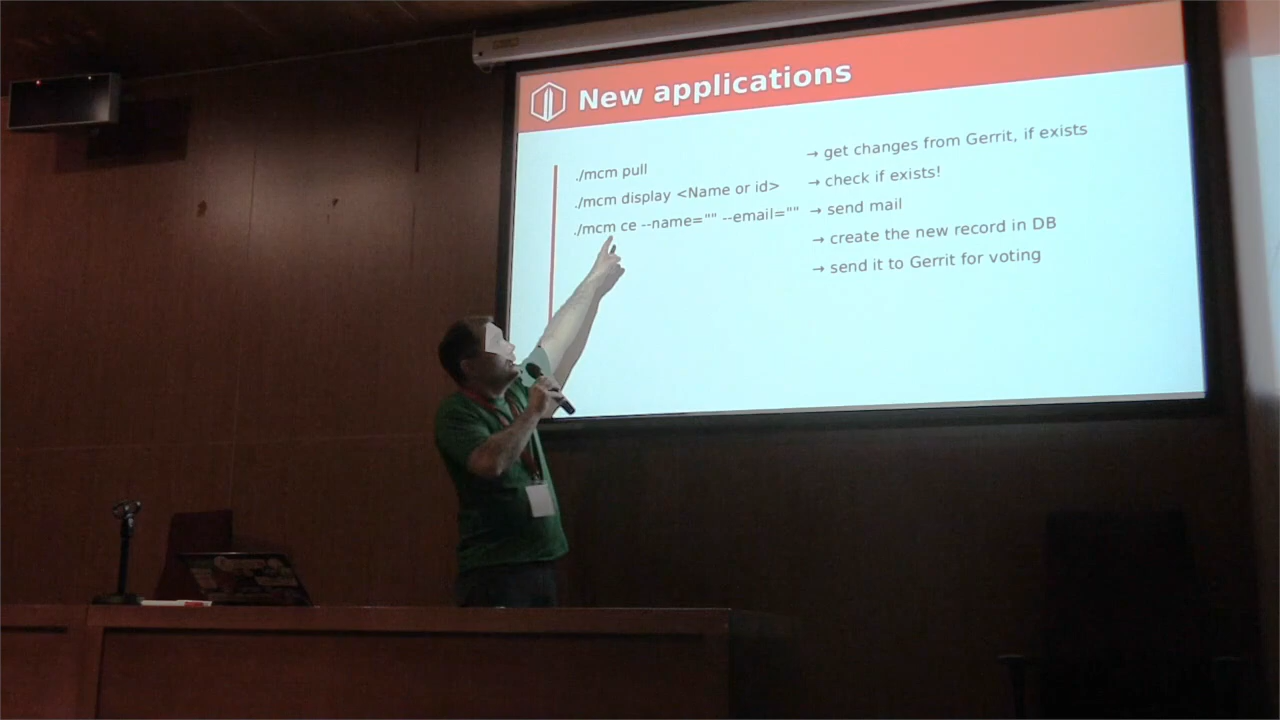 New applications
./mcm pull
./mcm display <Name or id>
./mcm ce --name="" --email=""
→ get changes from Gerrit, if exists
→ check if exists!
→ send mail
→ create the new record in DB
→ send it to Gerrit for voting